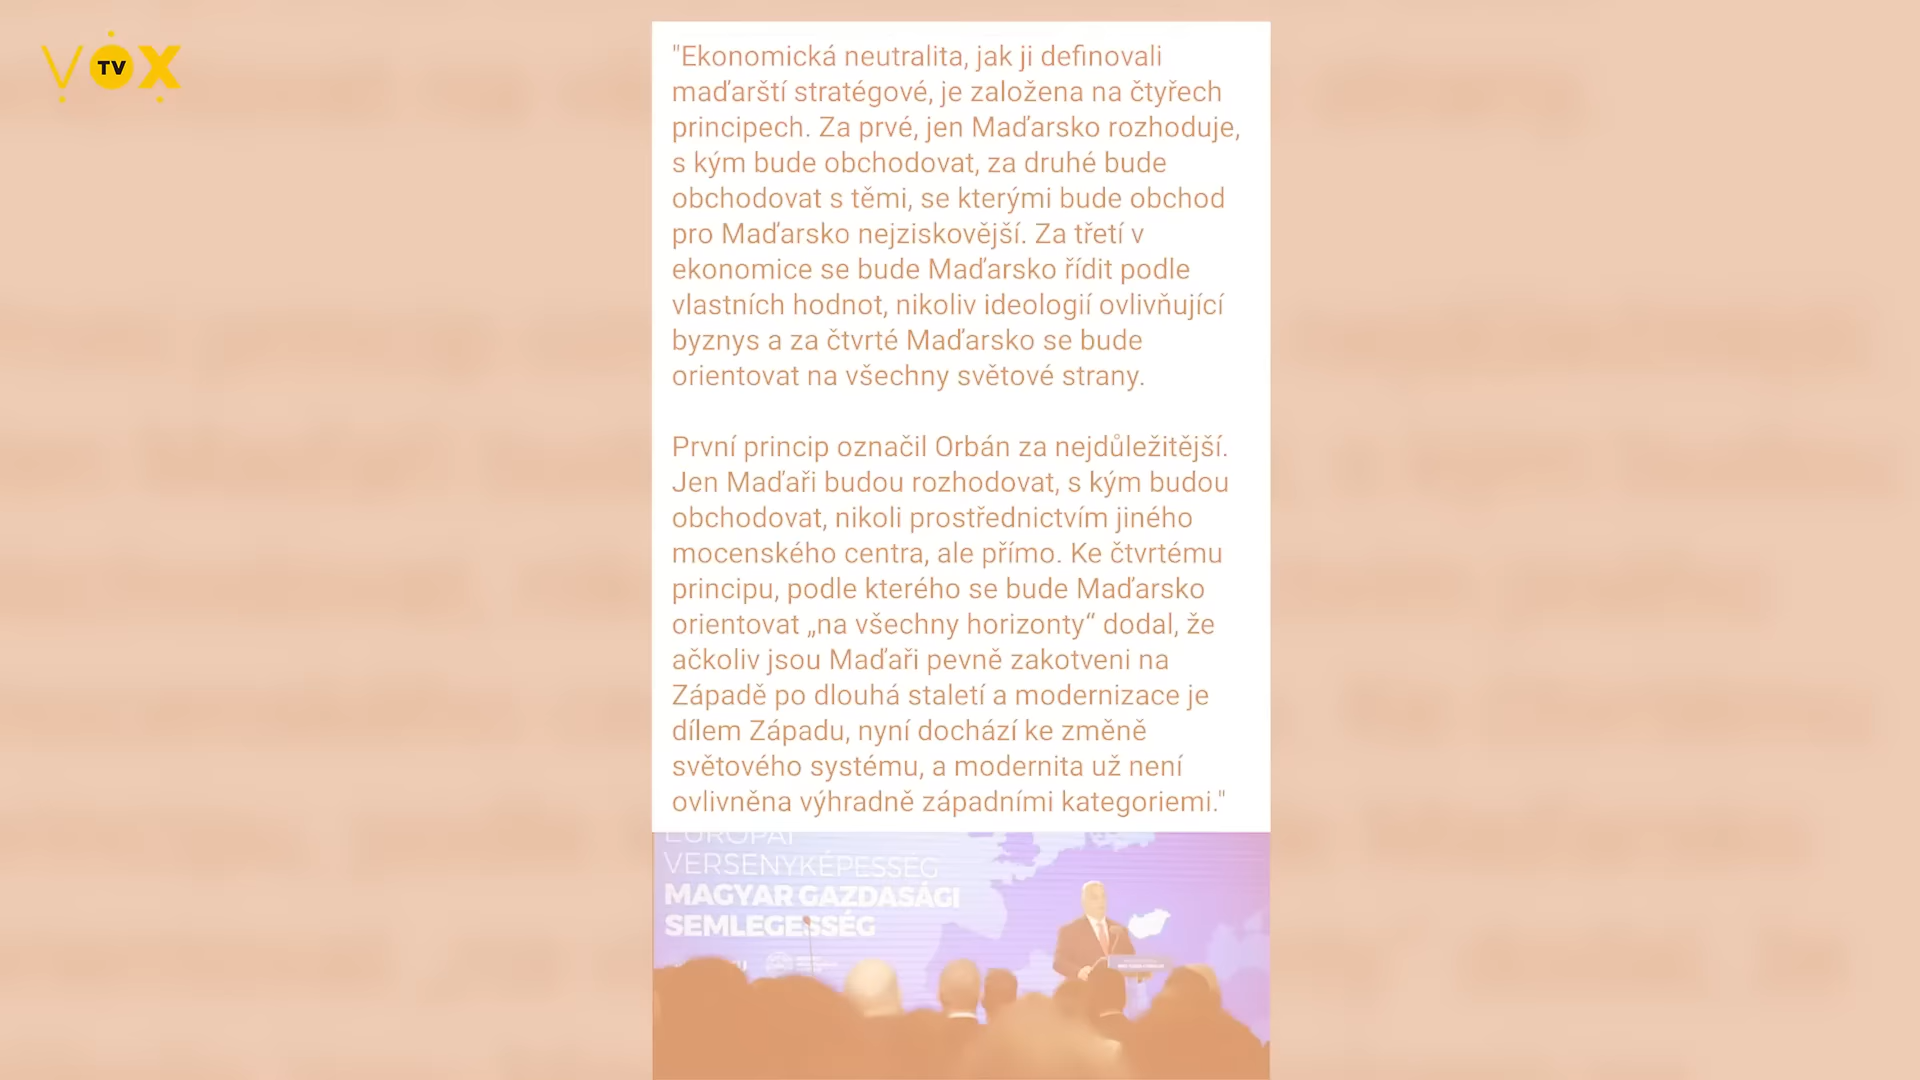 VOX
TV
"Ekonomická neutralita, jak ji definovali
maďarští stratégové, je založena na čtyřech
principech. Za prvé, jen Maďarsko rozhoduje,
s kým bude obchodovat, za druhé bude
obchodovat s těmi, se kterými bude obchod
pro Maďarsko nejziskovější. Za třetí v
ekonomice se bude Maďarsko řídit podle
vlastních hodnot, nikoliv ideologií ovlivňující
byznys a za čtvrté Maďarsko se bude
orientovat na všechny světové strany.
První princip označil Orbán za nejdůležitější.
Jen Maďaři budou rozhodovat, s kým budou
obchodovat, nikoli prostřednictvím jiného
mocenského centra, ale přímo. Ke čtvrtému
principu, podle kterého se bude Maďarsko
orientovat „na všechny horizonty“ dodal, že
ačkoliv jsou Maďaři pevně zakotveni na
Západě po dlouhá staletí a modernizace je
dílem Západu, nyní dochází ke změně
světového systému, a modernita už není
ovlivněna výhradně západními kategoriemi."
EURÓPAI
VERSENYKÉPESSÉG
MAGYAR GAZDASÁGI
SEMLEGESSÉG